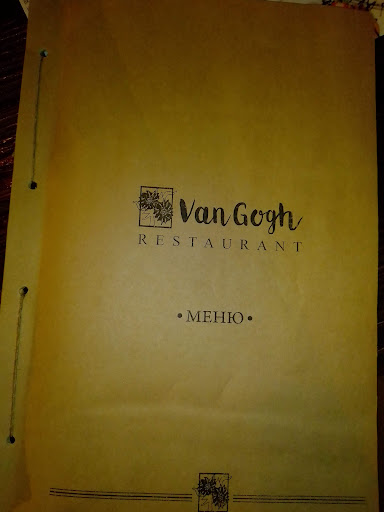 Van Gogh
RESTAURANT
• МЕНЮ •